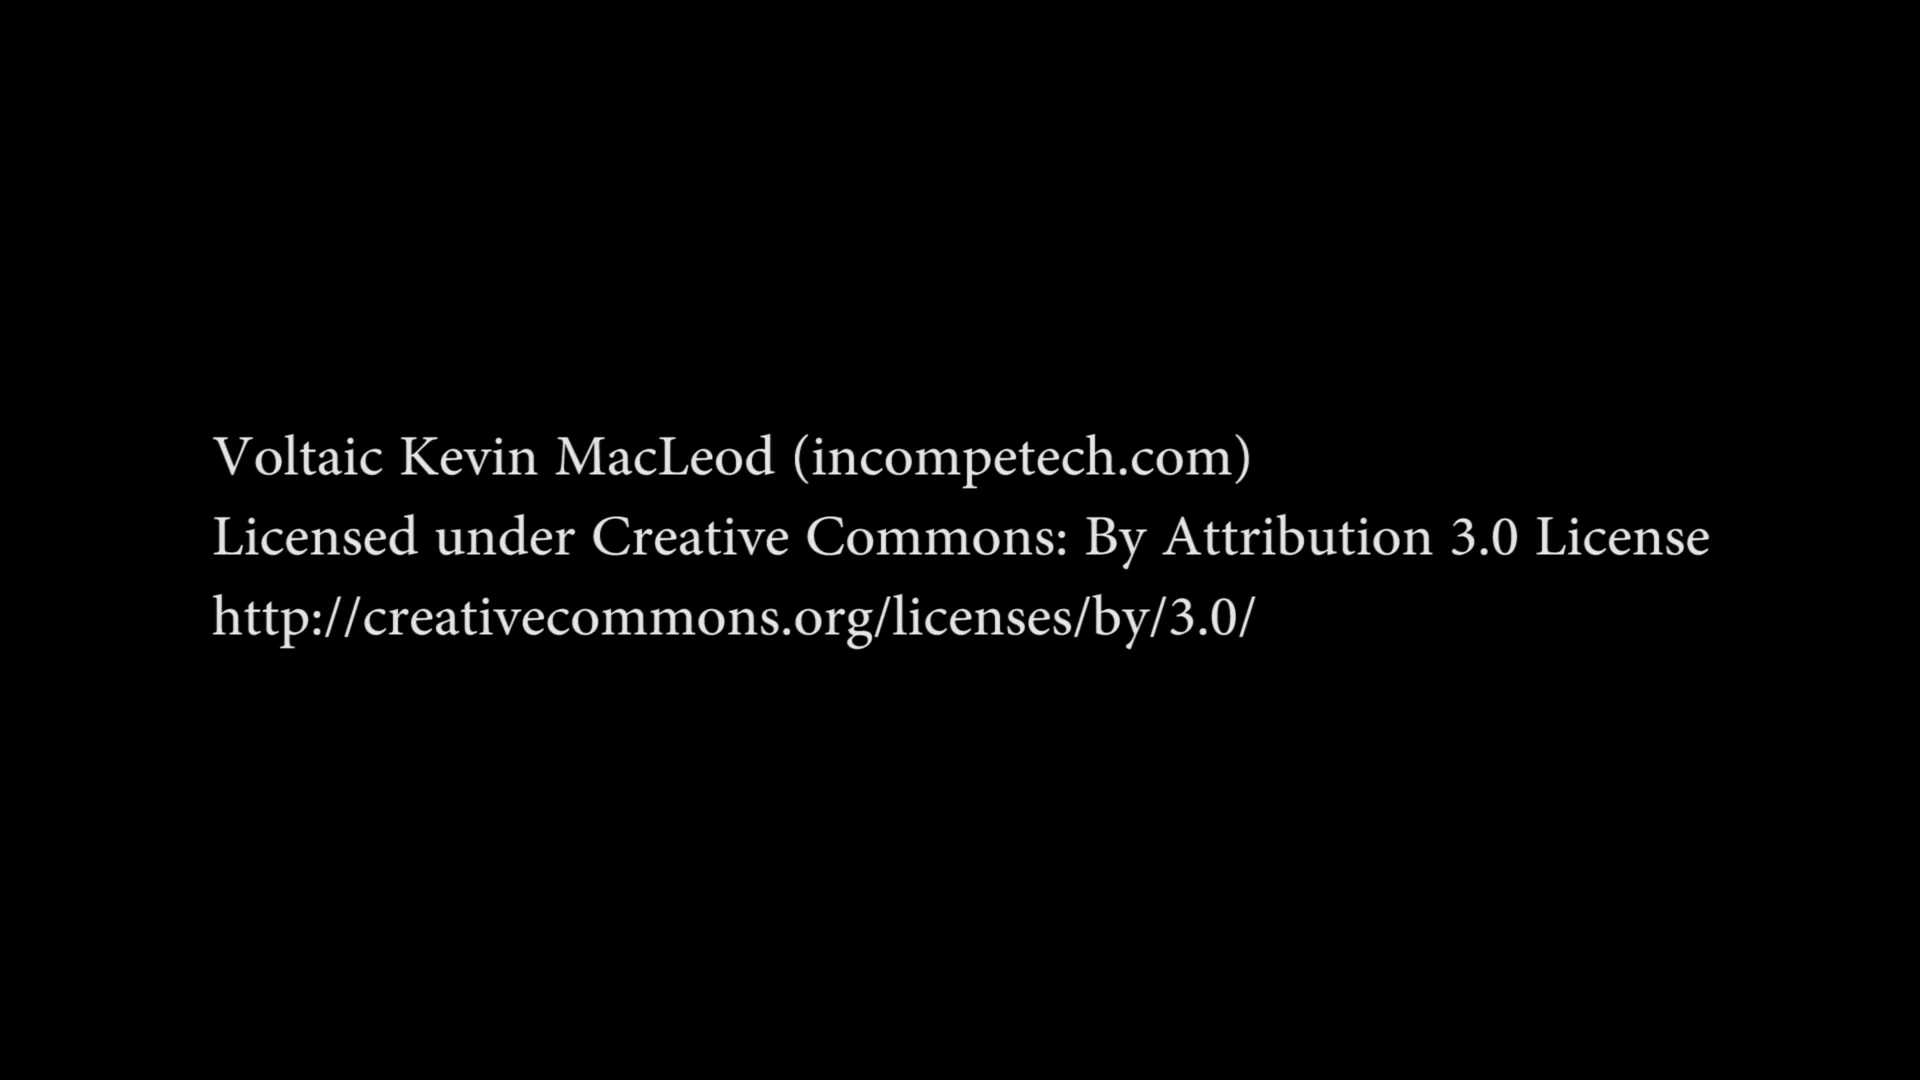 Voltaic Kevin MacLeod (incompetech.com)
Licensed under Creative Commons: By Attribution 3.0 License
http://creativecommons.org/licenses/by/3.0/